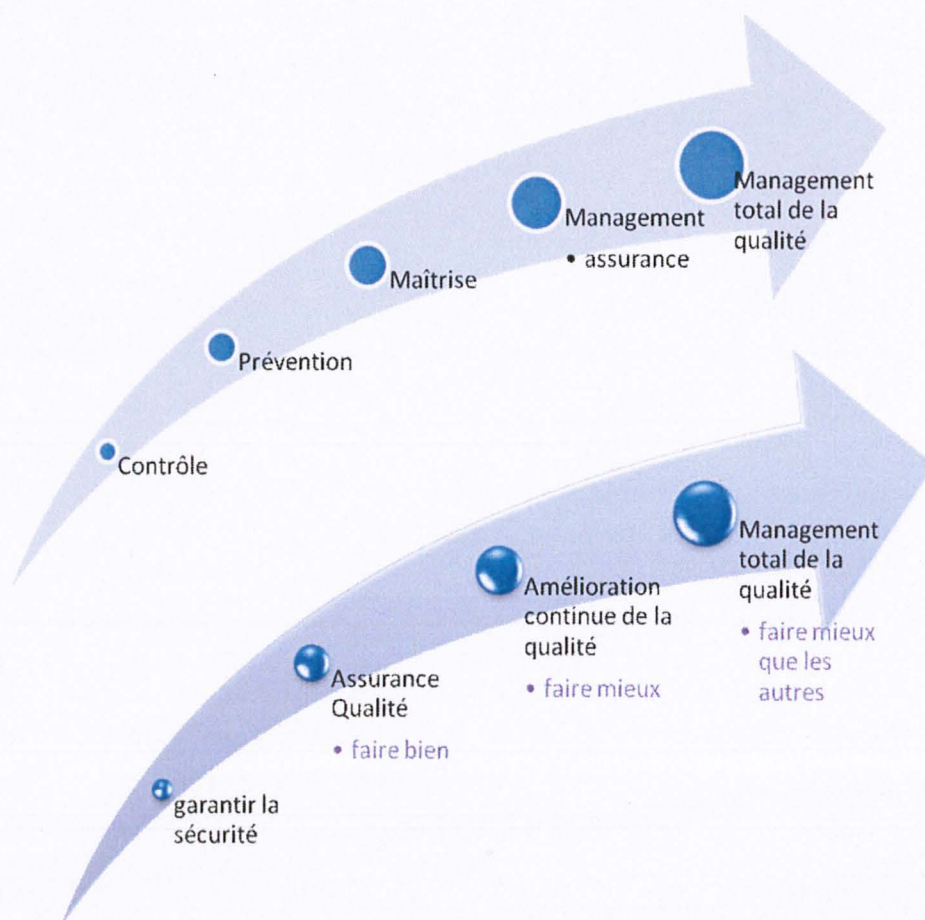 Management
total de la
qualité
Management
• assurance
Maîtrise
Prévention
Contrôle
Management
total de la
qualité
• faire mieux
que les
autres
Amélioration
continue de la
qualité
• faire mieux
Assurance
Qualité
• faire bien
garantir la
sécurité